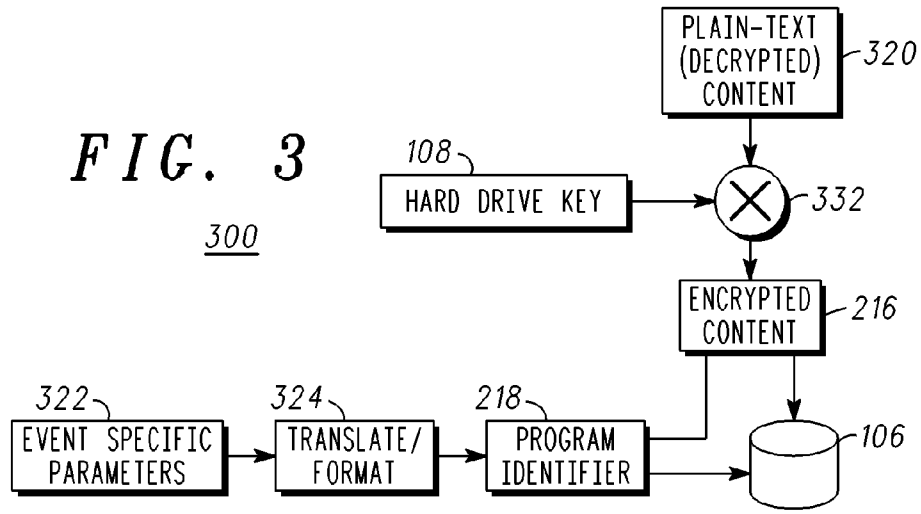 PLAIN-TEXT
(DECRYPTED)
CONTENT
320
FIG. 3
300
108
HARD DRIVE KEY
332
ENCRYPTED
CONTENT
216
322
EVENT SPECIFIC
PARAMETERS
324
TRANSLATE/
FORMAT
218
PROGRAM
IDENTIFIER
106